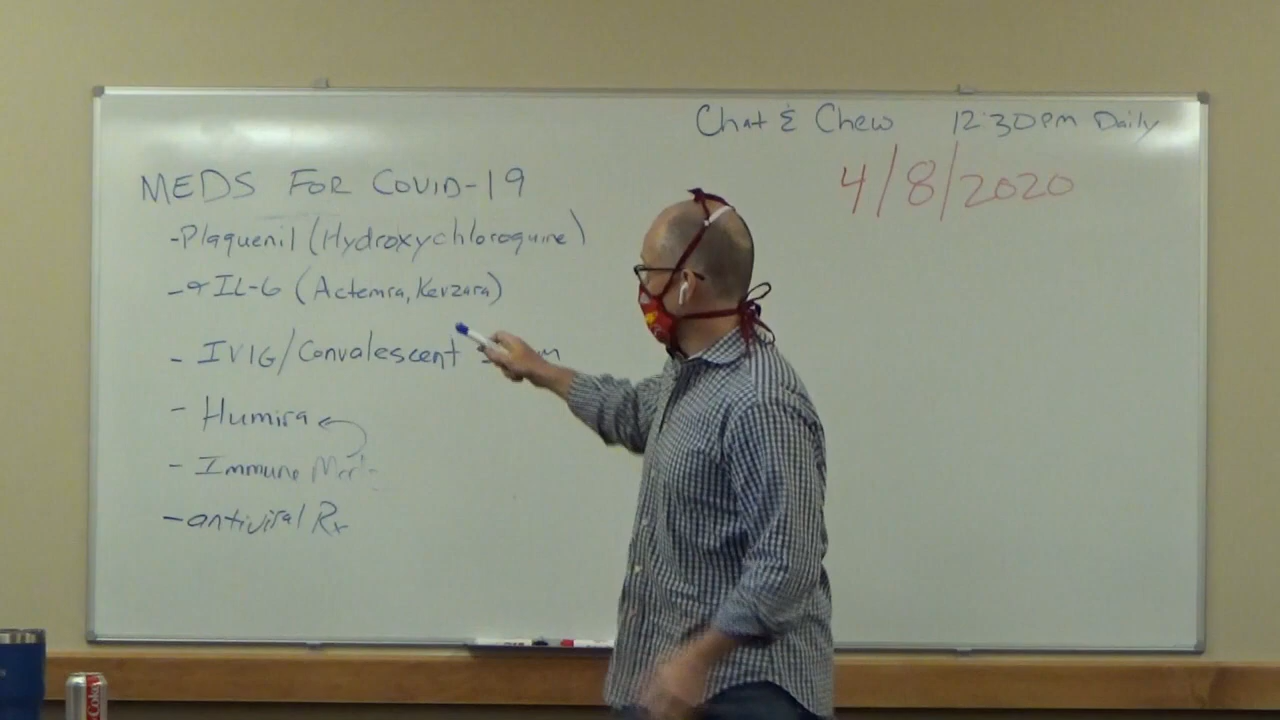 Chat & Chew 12:30pm Daily
4/8/2020
MEDS FOR COVID-19
- Plaquenil (Hydroxychloroquine)
- IL-6 (Actemra, Kevzara)
- IVIG/Convalescent
- Humira
- Immune
- antiviral Rx
Coke